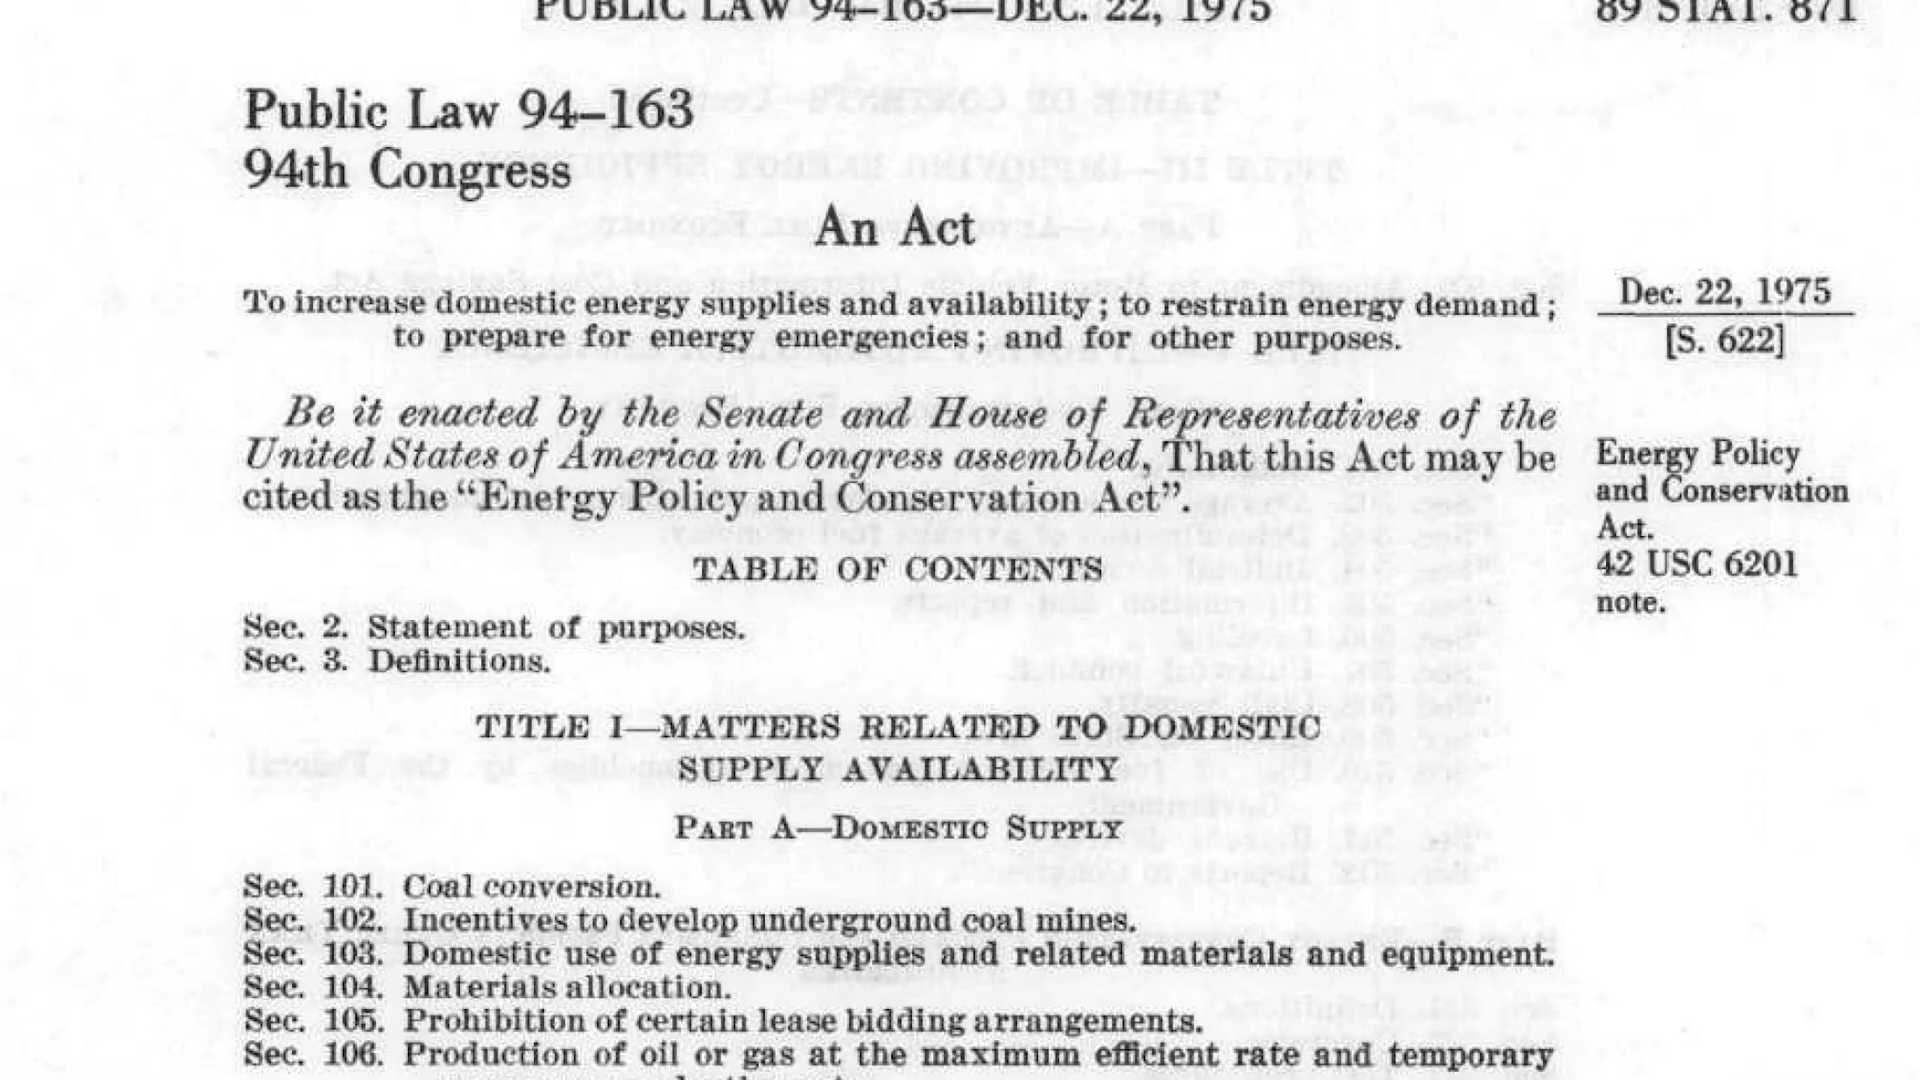 PUBLIC LAW 94–163—DEC. 22, 1975
89 STAT. 871
Public Law 94–163
94th Congress
An Act
To increase domestic energy supplies and availability; to restrain energy demand;
to prepare for energy emergencies; and for other purposes.
Dec. 22, 1975
[S. 622]
Be it enacted by the Senate and House of Representatives of the
United States of America in Congress assembled, That this Act may be
cited as the “Energy Policy and Conservation Act”.
Energy Policy
and Conservation
Act.
42 USC 6201
note.
TABLE OF CONTENTS
Sec. 2. Statement of purposes.
Sec. 3. Definitions.
TITLE I—MATTERS RELATED TO DOMESTIC
SUPPLY AVAILABILITY
PART A—DOMESTIC SUPPLY
Sec. 101. Coal conversion.
Sec. 102. Incentives to develop underground coal mines.
Sec. 103. Domestic use of energy supplies and related materials and equipment.
Sec. 104. Materials allocation.
Sec. 105. Prohibition of certain lease bidding arrangements.
Sec. 106. Production of oil or gas at the maximum efficient rate and temporary